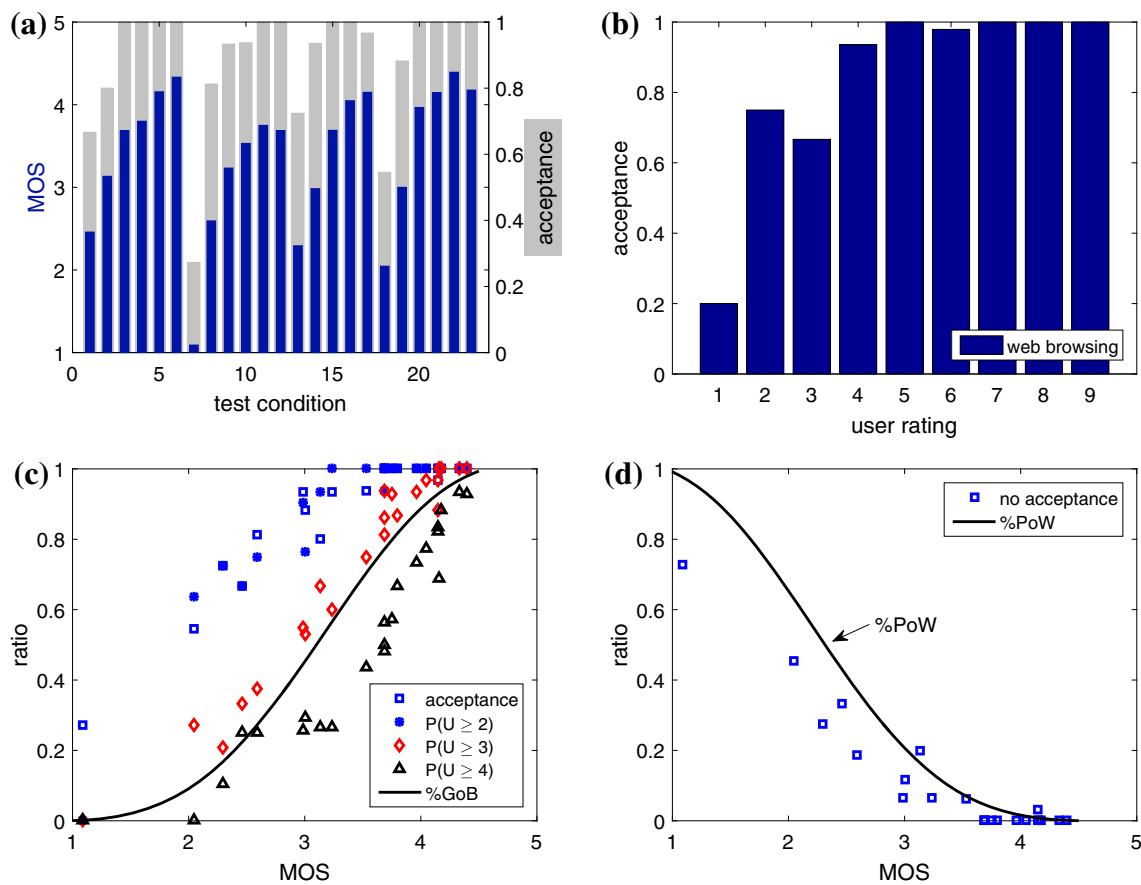 (a)
5
4
3
2
1
MOS
0
5
10
15
20
test condition
1
0.8
0.6
0.4
0.2
0
acceptance
(b)
1
0.8
0.6
0.4
0.2
0
acceptance
web browsing
1 2 3 4 5 6 7 8 9
user rating
(c)
1
0.8
0.6
0.4
0.2
0
ratio
acceptance
P(U ≥ 2)
P(U ≥ 3)
P(U ≥ 4)
%GoB
1 2 3 4 5
MOS
(d)
1
0.8
0.6
0.4
0.2
0
ratio
no acceptance
%PoW
%PoW
1 2 3 4 5
MOS